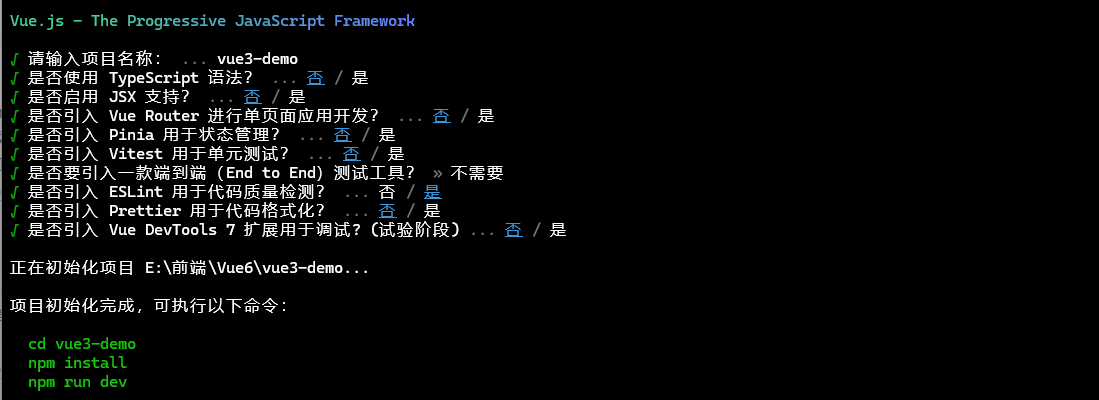 Vue.js - The Progressive JavaScript Framework
√ 请输入项目名称： ... vue3-demo
√ 是否使用 TypeScript 语法？ ... 否 / 是
√ 是否启用 JSX 支持？ ... 否 / 是
√ 是否引入 Vue Router 进行单页面应用开发？ ... 否 / 是
√ 是否引入 Pinia 用于状态管理？ ... 否 / 是
√ 是否引入 Vitest 用于单元测试？ ... 否 / 是
√ 是否要引入一款端到端（End to End）测试工具？ » 不需要
√ 是否引入 ESLint 用于代码质量检测？ ... 否 / 是
√ 是否引入 Prettier 用于代码格式化？ ... 否 / 是
√ 是否引入 Vue DevTools 7 扩展用于调试？(试验阶段) ... 否 / 是
正在初始化项目 E:\前端\Vue6\vue3-demo...
项目初始化完成，可执行以下命令：
cd vue3-demo
npm install
npm run dev